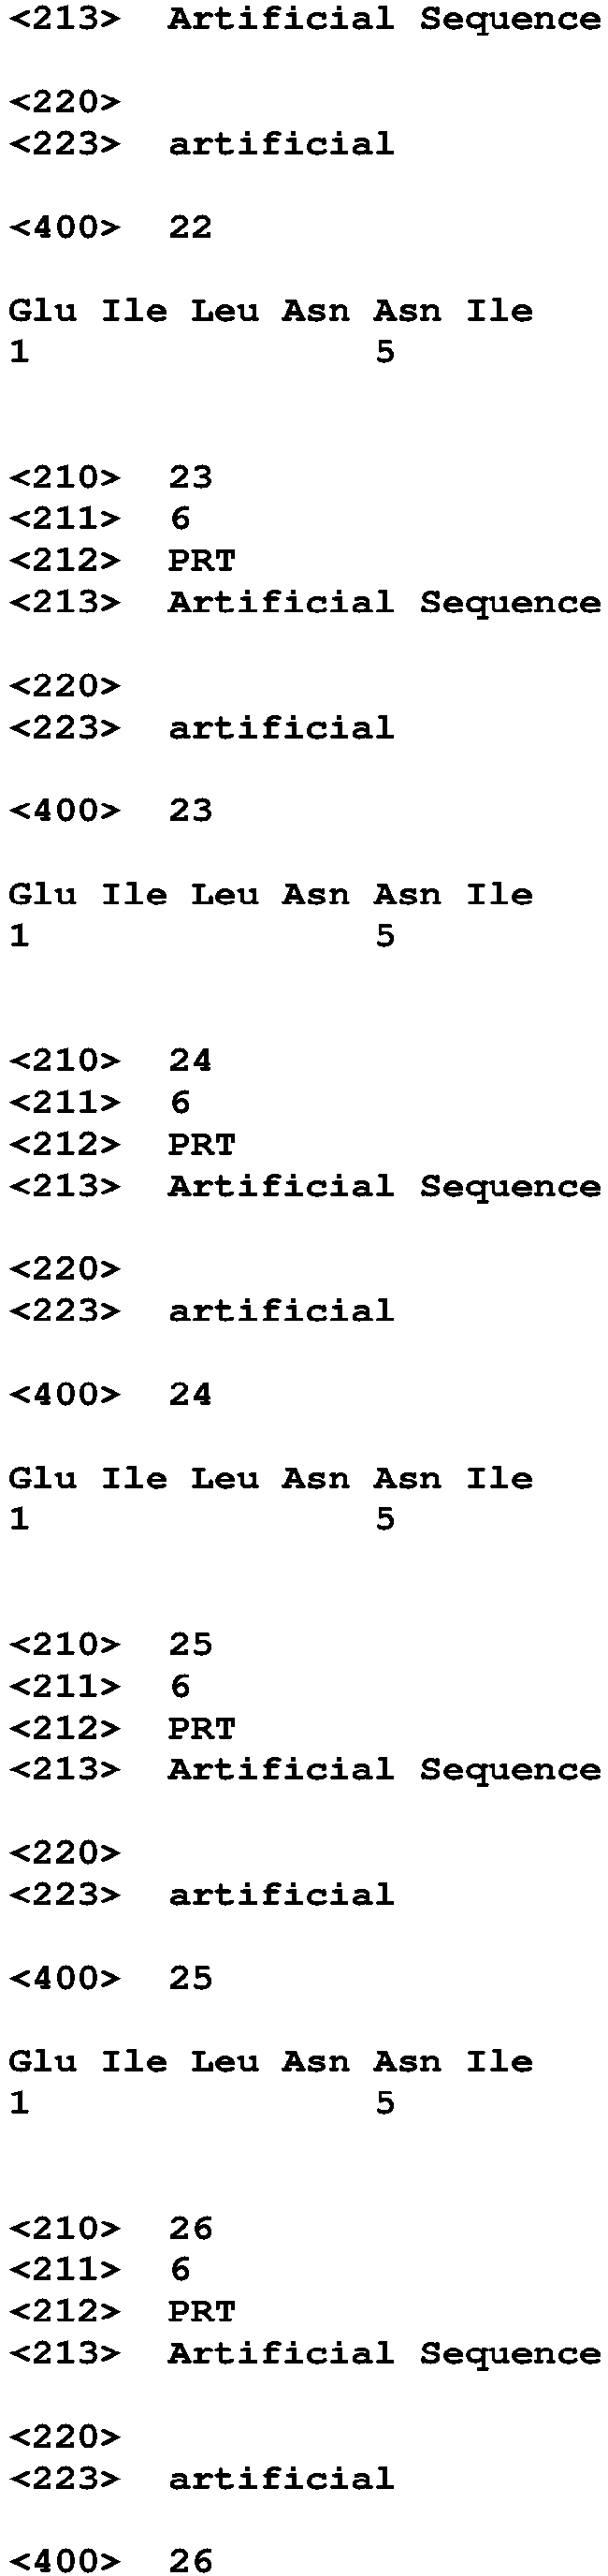 <213>  Artificial Sequence
<220>
<223>  artificial
<400>  22
Glu Ile Leu Asn Asn Ile
1               5
<210>  23
<211>  6
<212>  PRT
<213>  Artificial Sequence
<220>
<223>  artificial
<400>  23
Glu Ile Leu Asn Asn Ile
1               5
<210>  24
<211>  6
<212>  PRT
<213>  Artificial Sequence
<220>
<223>  artificial
<400>  24
Glu Ile Leu Asn Asn Ile
1               5
<210>  25
<211>  6
<212>  PRT
<213>  Artificial Sequence
<220>
<223>  artificial
<400>  25
Glu Ile Leu Asn Asn Ile
1               5
<210>  26
<211>  6
<212>  PRT
<213>  Artificial Sequence
<220>
<223>  artificial
<400>  26